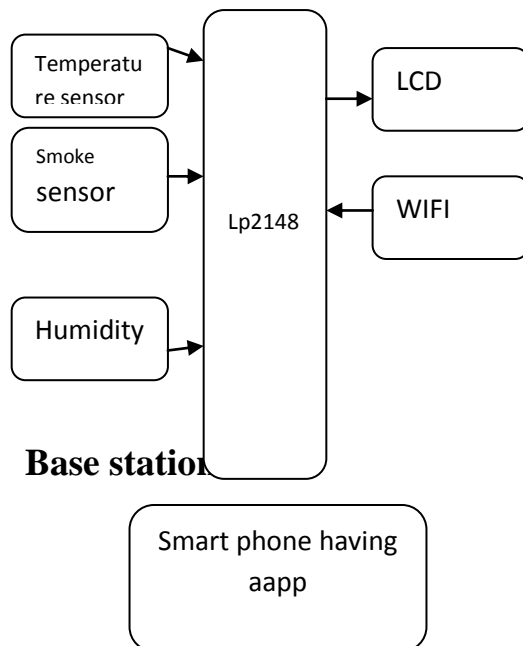 Temperatu
re sensor
LCD
Smoke
sensor
WIFI
Lp2148
Humidity
Base station
Smart phone having
aapp